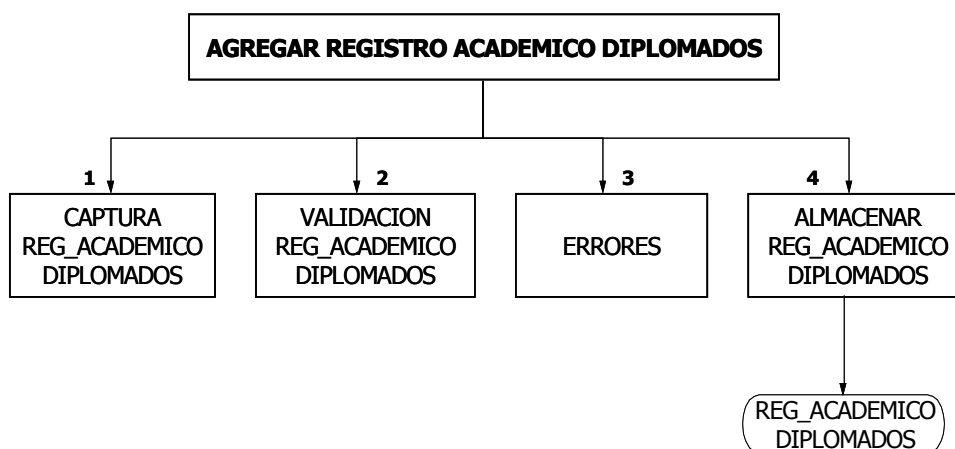 AGREGAR REGISTRO ACADEMICO DIPLOMADOS
1
2
3
4
CAPTURA
REG_ACADEMICO
DIPLOMADOS
VALIDACION
REG_ACADEMICO
DIPLOMADOS
ERRORES
ALMACENAR
REG_ACADEMICO
DIPLOMADOS
REG_ACADEMICO
DIPLOMADOS